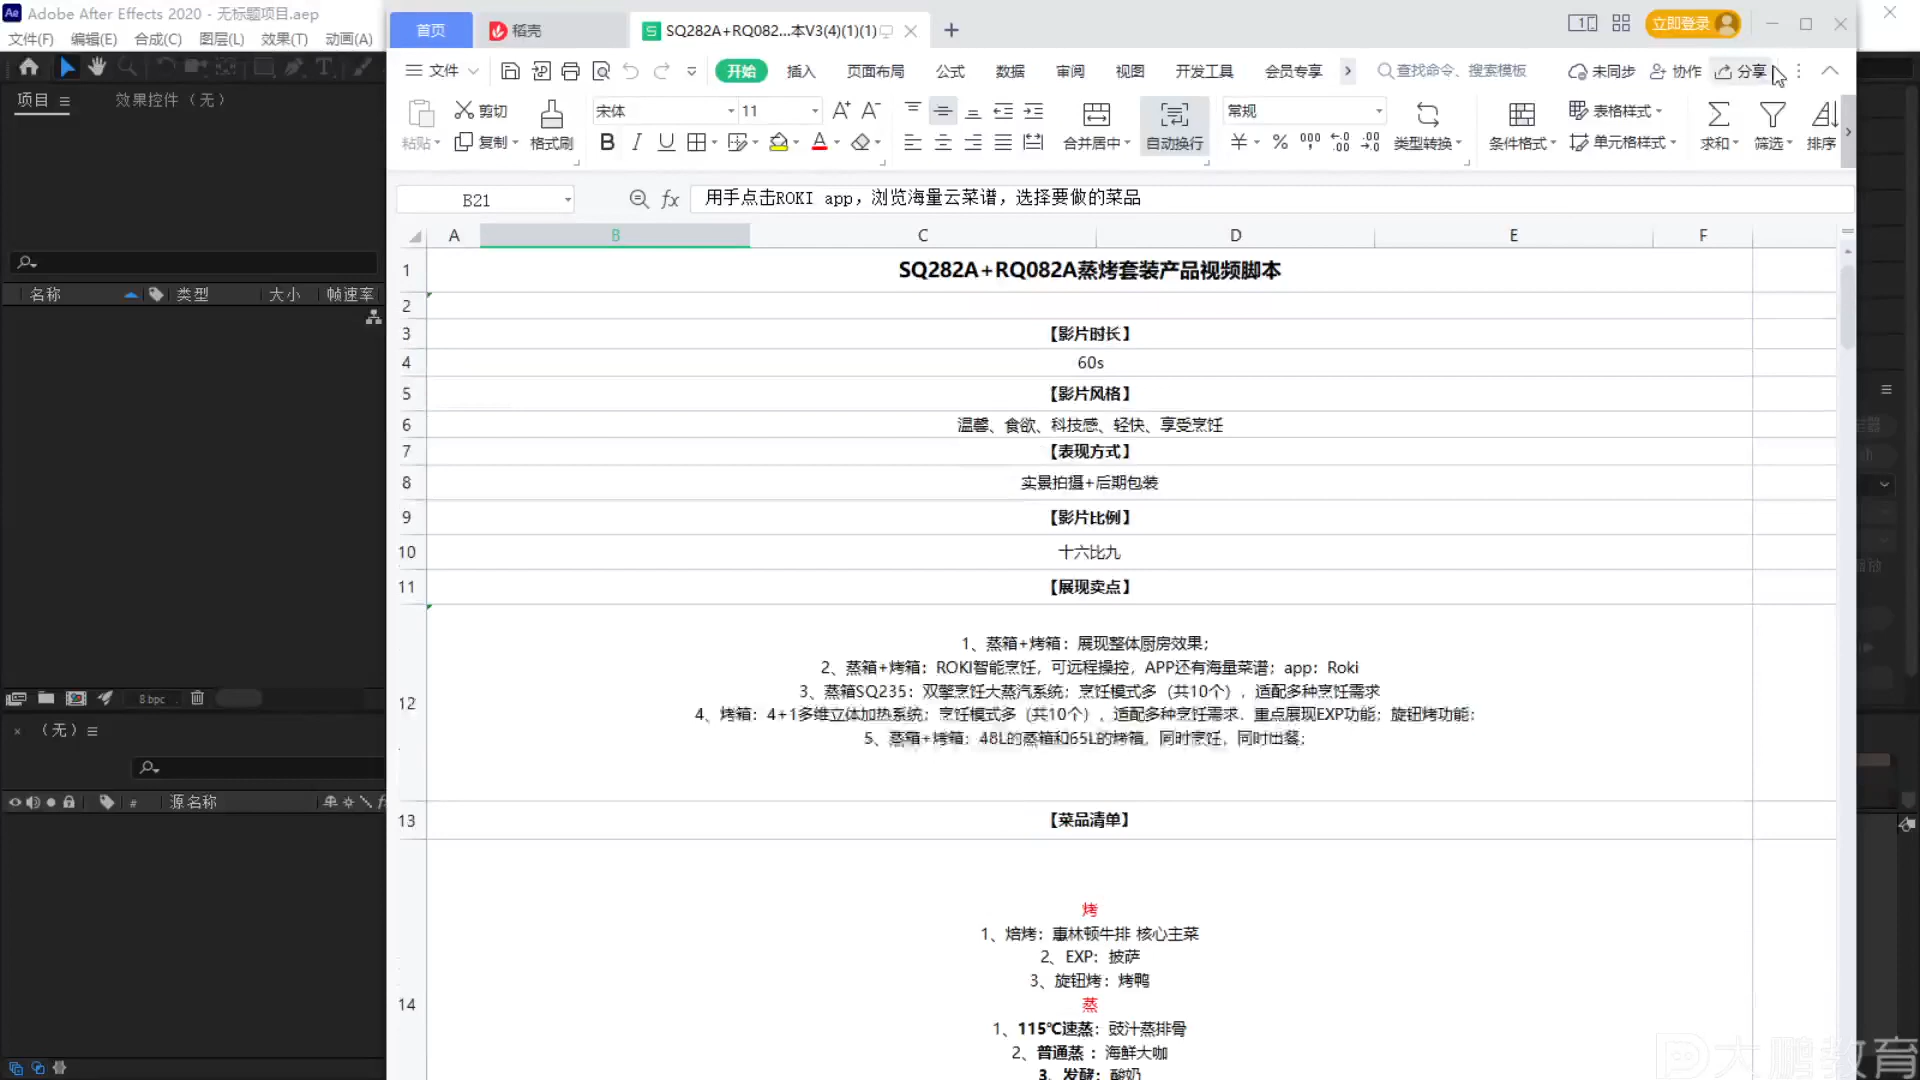 Adobe After Effects 2020 - 无标题项目.aep
文件(F) 编辑(E) 合成(C) 图层(L) 效果(T) 动画(A)
项目
效果控件（无）
名称 类型 大小 帧速率
8 bpc
（无）
# 源名称
首页 稻壳 SQ282A+RQ082...本V3(4)(1)(1) 立即登录
文件 开始 插入 页面布局 公式 数据 审阅 视图 开发工具 会员专享 查找命令、搜索模板 未同步 协作 分享
剪切 宋体 11 常规 表格样式
粘贴 复制 格式刷 合并居中 自动换行 类型转换 条件格式 单元格样式 求和 筛选 排序
B21 fx 用手点击ROKI app，浏览海量云菜谱，选择要做的菜品
A B C D E F
1 SQ282A+RQ082A蒸烤套装产品视频脚本
2
3 【影片时长】
4 60s
5 【影片风格】
6 温馨、食欲、科技感、轻快、享受烹饪
7 【表现方式】
8 实景拍摄+后期包装
9 【影片比例】
10 十六比九
11 【展现卖点】
12
1、蒸箱+烤箱：展现整体厨房效果；
2、蒸箱+烤箱：ROKI智能烹饪，可远程操控，APP还有海量菜谱；app：Roki
3、蒸箱SQ235：双擎烹饪大蒸汽系统；烹饪模式多（共10个），适配多种烹饪需求
4、烤箱：4+1多维立体加热系统；烹饪模式多（共10个）、适配多种烹饪需求．重点展现EXP功能；旋钮烤功能；
5、蒸箱+烤箱：48L的蒸箱和65L的烤箱，同时烹饪，同时出餐；
13 【菜品清单】
14
烤
1、焙烤：惠林顿牛排 核心主菜
2、EXP：披萨
3、旋钮烤：烤鸭
蒸
1、115℃速蒸：豉汁蒸排骨
2、普通蒸 ：海鲜大咖
3、发酵：酸奶
大鹏教育